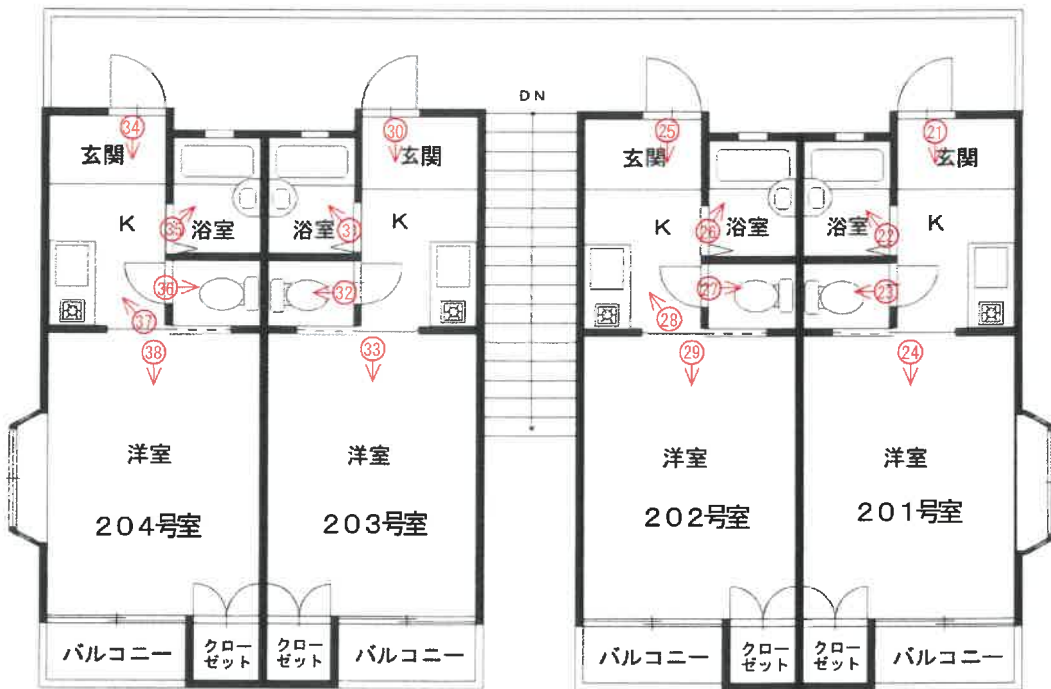 DN
㉞
㉚
㉕
㉑
玄関
玄関
玄関
玄関
K
㉟
浴室
浴室
㉛
K
K
㉖
浴室
浴室
㉒
K
㊱
㉜
㉗
㉓
㊲
㉘
㊳
㉝
㉙
㉔
洋室
洋室
洋室
洋室
204号室
203号室
202号室
201号室
バルコニー
クローゼット
クローゼット
バルコニー
バルコニー
クローゼット
クローゼット
バルコニー